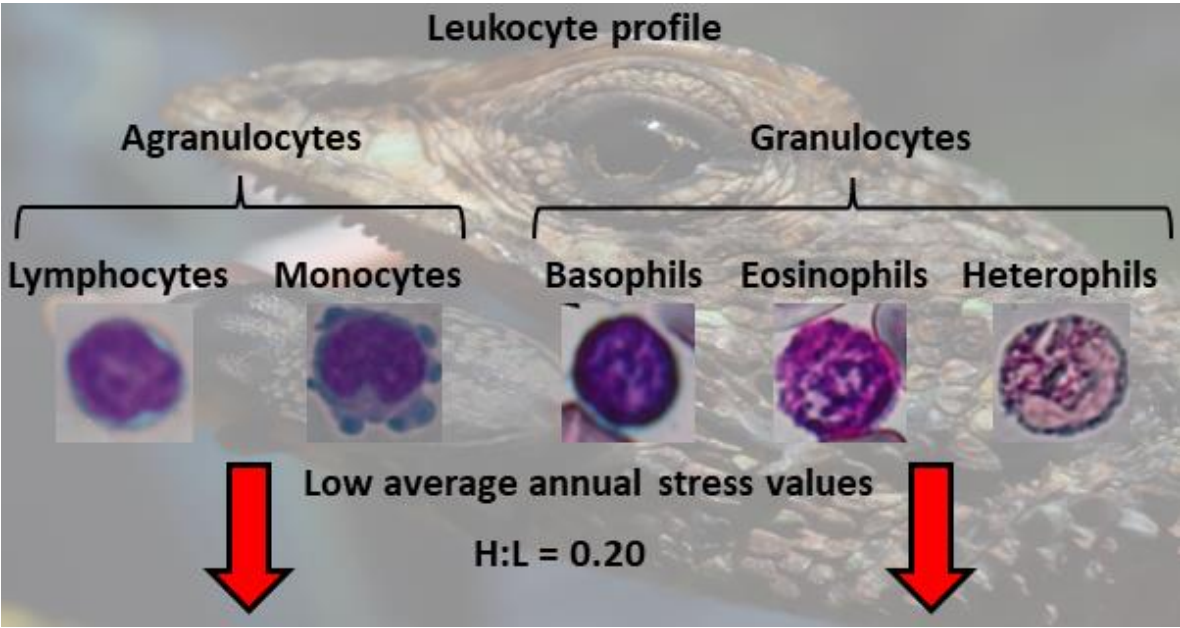 Leukocyte profile
Agranulocytes Granulocytes
Lymphocytes Monocytes Basophils Eosinophils Heterophils
Low average annual stress values
H:L = 0.20